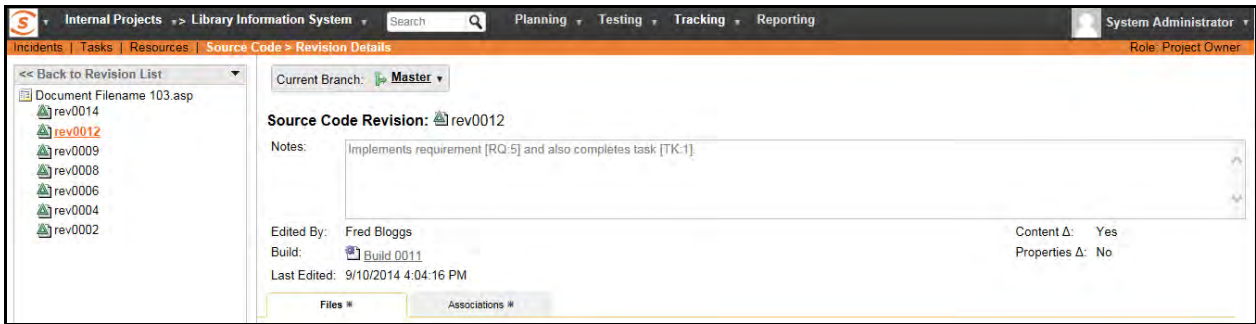 Internal Projects -> Library Information System Search Planning Testing Tracking Reporting System Administrator
Incidents | Tasks | Resources | Source Code > Revision Details Role: Project Owner
<< Back to Revision List
Document Filename 103.asp
rev0014
rev0012
rev0009
rev0008
rev0006
rev0004
rev0002
Current Branch: Master
Source Code Revision: rev0012
Notes: Implements requirement [RQ:5] and also completes task [TK:1].
Edited By: Fred Bloggs Content Δ: Yes
Build: Build 0011 Properties Δ: No
Last Edited: 9/10/2014 4:04:16 PM
Files * Associations *